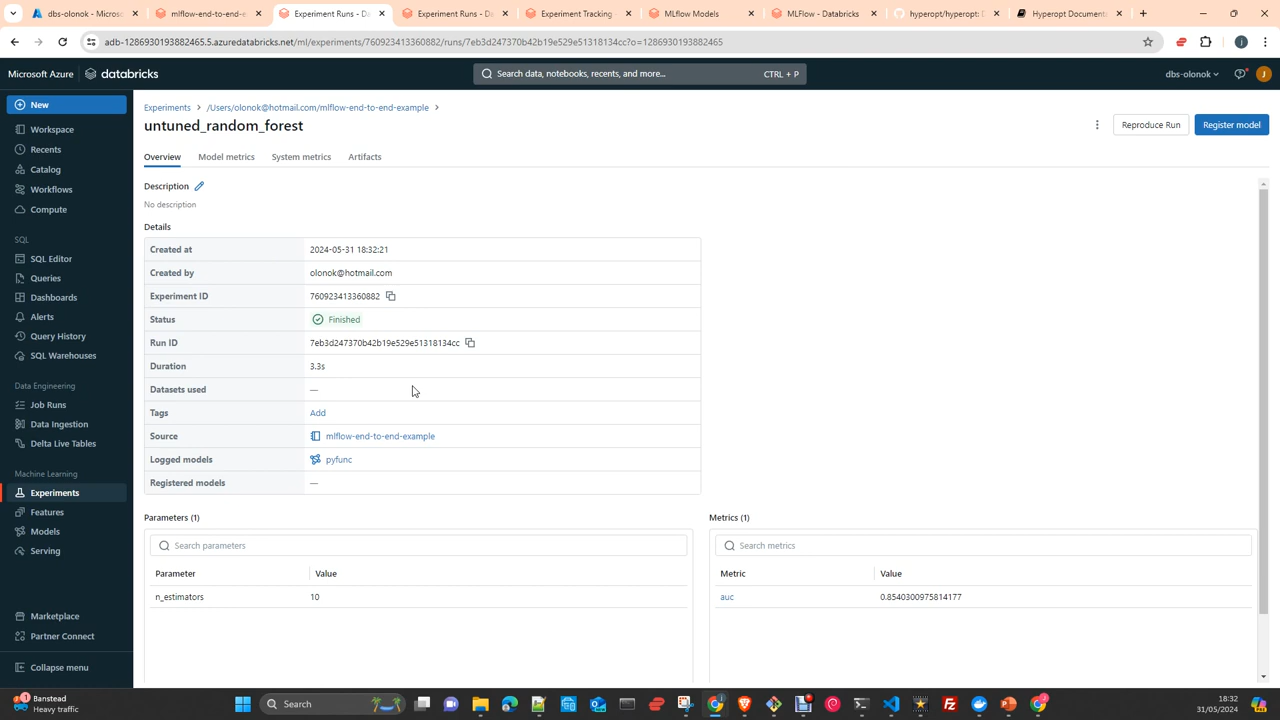 dbs-olonok - Microso
mlflow-end-to-end-e
Experiment Runs - Da
Experiment Runs - Da
Experiment Tracking
MLflow Models
MLFlow - Databricks
hyperopt/hyperopt: D
Hyperopt Documenta
adb-1286930193882465.5.azuredatabricks.net/ml/experiments/760923413360882/runs/7eb3d247370b42b19e529e51318134cc?o=1286930193882465
Microsoft Azure databricks
Search data, notebooks, recents, and more... CTRL + P
dbs-olonok
J
New
Workspace
Recents
Catalog
Workflows
Compute
SQL
SQL Editor
Queries
Dashboards
Alerts
Query History
SQL Warehouses
Data Engineering
Job Runs
Data Ingestion
Delta Live Tables
Machine Learning
Experiments
Features
Models
Serving
Marketplace
Partner Connect
Collapse menu
Experiments > /Users/olonok@hotmail.com/mlflow-end-to-end-example >
untuned_random_forest
Reproduce Run
Register model
Overview Model metrics System metrics Artifacts
Description
No description
Details
Created at 2024-05-31 18:32:21
Created by olonok@hotmail.com
Experiment ID 760923413360882
Status Finished
Run ID 7eb3d247370b42b19e529e51318134cc
Duration 3.3s
Datasets used —
Tags Add
Source mlflow-end-to-end-example
Logged models pyfunc
Registered models —
Parameters (1)
Search parameters
Parameter Value
n_estimators 10
Metrics (1)
Search metrics
Metric Value
auc 0.8540300975814177
1
Banstead
Heavy traffic
Search
18:32
31/05/2024